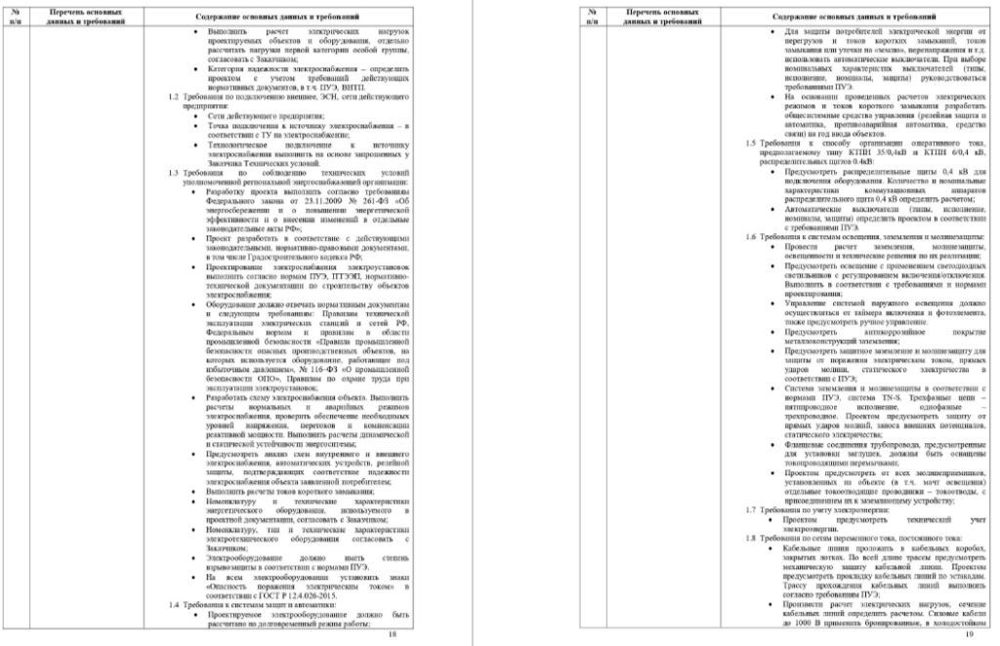 №
п/п
Перечень основных
данных и требований
Содержание основных данных и требований
• Выполнить расчет электрических нагрузок
проектируемых объектов и оборудования, отдельно
рассчитать нагрузки первой категории особой группы,
согласовать с Заказчиком;
• Категория надежности электроснабжения – определить
проектом с учетом требований действующих
нормативных документов, в т.ч. ПУЭ, ВНТП.
1.2 Требования по подключению внешнее, ЭСН, сети действующего
предприятия:
• Сети действующего предприятия;
• Точка подключения к источнику электроснабжения – в
соответствии с ТУ на электроснабжение;
• Технологическое подключение к источнику
электроснабжения выполнить на основе запрошенных у
Заказчика Технических условий.
1.3 Требования по соблюдению технических условий
уполномоченной региональной энергоснабжающей организации:
• Разработку проекта выполнить согласно требованиям
Федерального закона от 23.11.2009 № 261-ФЗ «Об
энергосбережении и о повышении энергетической
эффективности и о внесении изменений в отдельные
законодательные акты РФ»;
• Проект разработать в соответствие с действующими
законодательными, нормативно-правовыми документами,
в том числе Градостроительного кодекса РФ;
• Проектирование электроснабжения электроустановок
выполнить согласно нормам ПУЭ, ПТЭЭП, нормативно-
технической документации по строительству объектов
электроснабжения;
• Оборудование должно отвечать нормативным документам
и следующим требованиям: Правилам технической
эксплуатации электрических станций и сетей РФ,
Федеральным нормам и правилам в области
промышленной безопасности «Правила промышленной
безопасности опасных производственных объектов, на
которых используется оборудование, работающее под
избыточным давлением», № 116-ФЗ «О промышленной
безопасности ОПО», Правилам по охране труда при
эксплуатации электроустановок;
• Разработать схему электроснабжения объекта. Выполнить
расчеты нормальных и аварийных режимов
электроснабжения, проверить обеспечение необходимых
уровней напряжения, перетоков и компенсации
реактивной мощности. Выполнить расчеты динамической
и статической устойчивости энергосистемы;
• Предусмотреть анализ схем внутреннего и внешнего
электроснабжения, автоматических устройств, релейной
защиты, подтверждающих соответствие надежности
электроснабжения объекта заявленной потребителем;
• Выполнить расчеты токов короткого замыкания;
• Номенклатуру и технические характеристики
энергетического оборудования, используемого в
проектной документации, согласовать с Заказчиком;
• Номенклатуру, тип и технические характеристики
электротехнического оборудования согласовать с
Заказчиком;
• Электрооборудование должно иметь степень
взрывозащиты в соответствии с нормами ПУЭ.
• На всем электрооборудовании установить знаки
«Опасность поражения электрическим током» в
соответствии с ГОСТ Р 12.4.026-2015.
1.4 Требования к системам защит и автоматики:
• Проектируемое электрооборудование должно быть
рассчитано на долговременный режим работы;
18
№
п/п
Перечень основных
данных и требований
Содержание основных данных и требований
• Для защиты потребителей электрической энергии от
перегрузов и токов коротких замыканий, токов
замыкания или утечки на «землю», перенапряжения и т.д.
использовать автоматические выключатели. При выборе
номинальных характеристик выключателей (типы,
исполнение, номиналы, защиты) руководствоваться
требованиями ПУЭ.
• На основании проведенных расчетов электрических
режимов и токов короткого замыкания разработать
общесистемные средства управления (релейная защита и
автоматика, противоаварийная автоматика, средства
связи) на год ввода объектов.
1.5 Требования к способу организации оперативного тока,
предполагаемому типу КТПН 35/0,4кВ и КТПН 6/0,4 кВ,
распределительных щитов 0.4кВ:
• Предусмотреть распределительные щиты 0,4 кВ для
подключения оборудования. Количество и номинальные
характеристики коммутационных аппаратов
распределительного щита 0,4 кВ определить расчетом;
• Автоматические выключатели (типы, исполнение,
номиналы, защиты) определить проектом в соответствии
с требованиями ПУЭ.
1.6 Требования к системам освещения, заземления и молниезащиты:
• Провести расчет заземления, молниезащиты,
освещенности и технические решения по их реализации;
• Предусмотреть освещение с применением светодиодных
светильников с регулированием включения/отключения.
Выполнить в соответствии с требованиями и нормами
проектирования;
• Управление системой наружного освещения должно
осуществляться от таймера включения и фотоэлемента,
также предусмотреть ручное управление.
• Предусмотреть антикоррозийное покрытие
металлоконструкций заземления;
• Предусмотреть защитное заземление и молниезащиту для
защиты от поражения электрическим током, прямых
ударов молнии, статического электричества в
соответствии с ПУЭ;
• Система заземления и молниезащиты в соответствии с
нормами ПУЭ, система TN-S. Трехфазные цепи –
пятипроводное исполнение, однофазные –
трехпроводное. Проектом предусмотреть защиту от
прямых ударов молний, заноса внешних потенциалов,
статического электричества;
• Фланцевые соединения трубопровода, предусмотренные
для установки заглушек, должны быть оснащены
токопроводящими перемычками;
• Проектом предусмотреть от всех молниеприемников,
установленных на объекте (в т.ч. мачт освещения)
отдельные токоотводящие проводники – токоотводы, с
присоединением их к заземляющему устройству;
1.7 Требования по учету электроэнергии:
• Проектом предусмотреть технический учет
электроэнергии.
1.8 Требования по сетям переменного тока, постоянного тока:
• Кабельные линии проложить в кабельных коробах,
закрытых лотках. По всей длине трассы предусмотреть
механическую защиту кабельной линии. Проектом
предусмотреть прокладку кабельных линий по эстакадам.
Трассу прохождения кабельных линий выполнить
согласно требованиям ПУЭ;
• Произвести расчет электрических нагрузок, сечение
кабельных линий определить расчетом. Силовые кабели
до 1000 В применить бронированные, в холодостойком
19